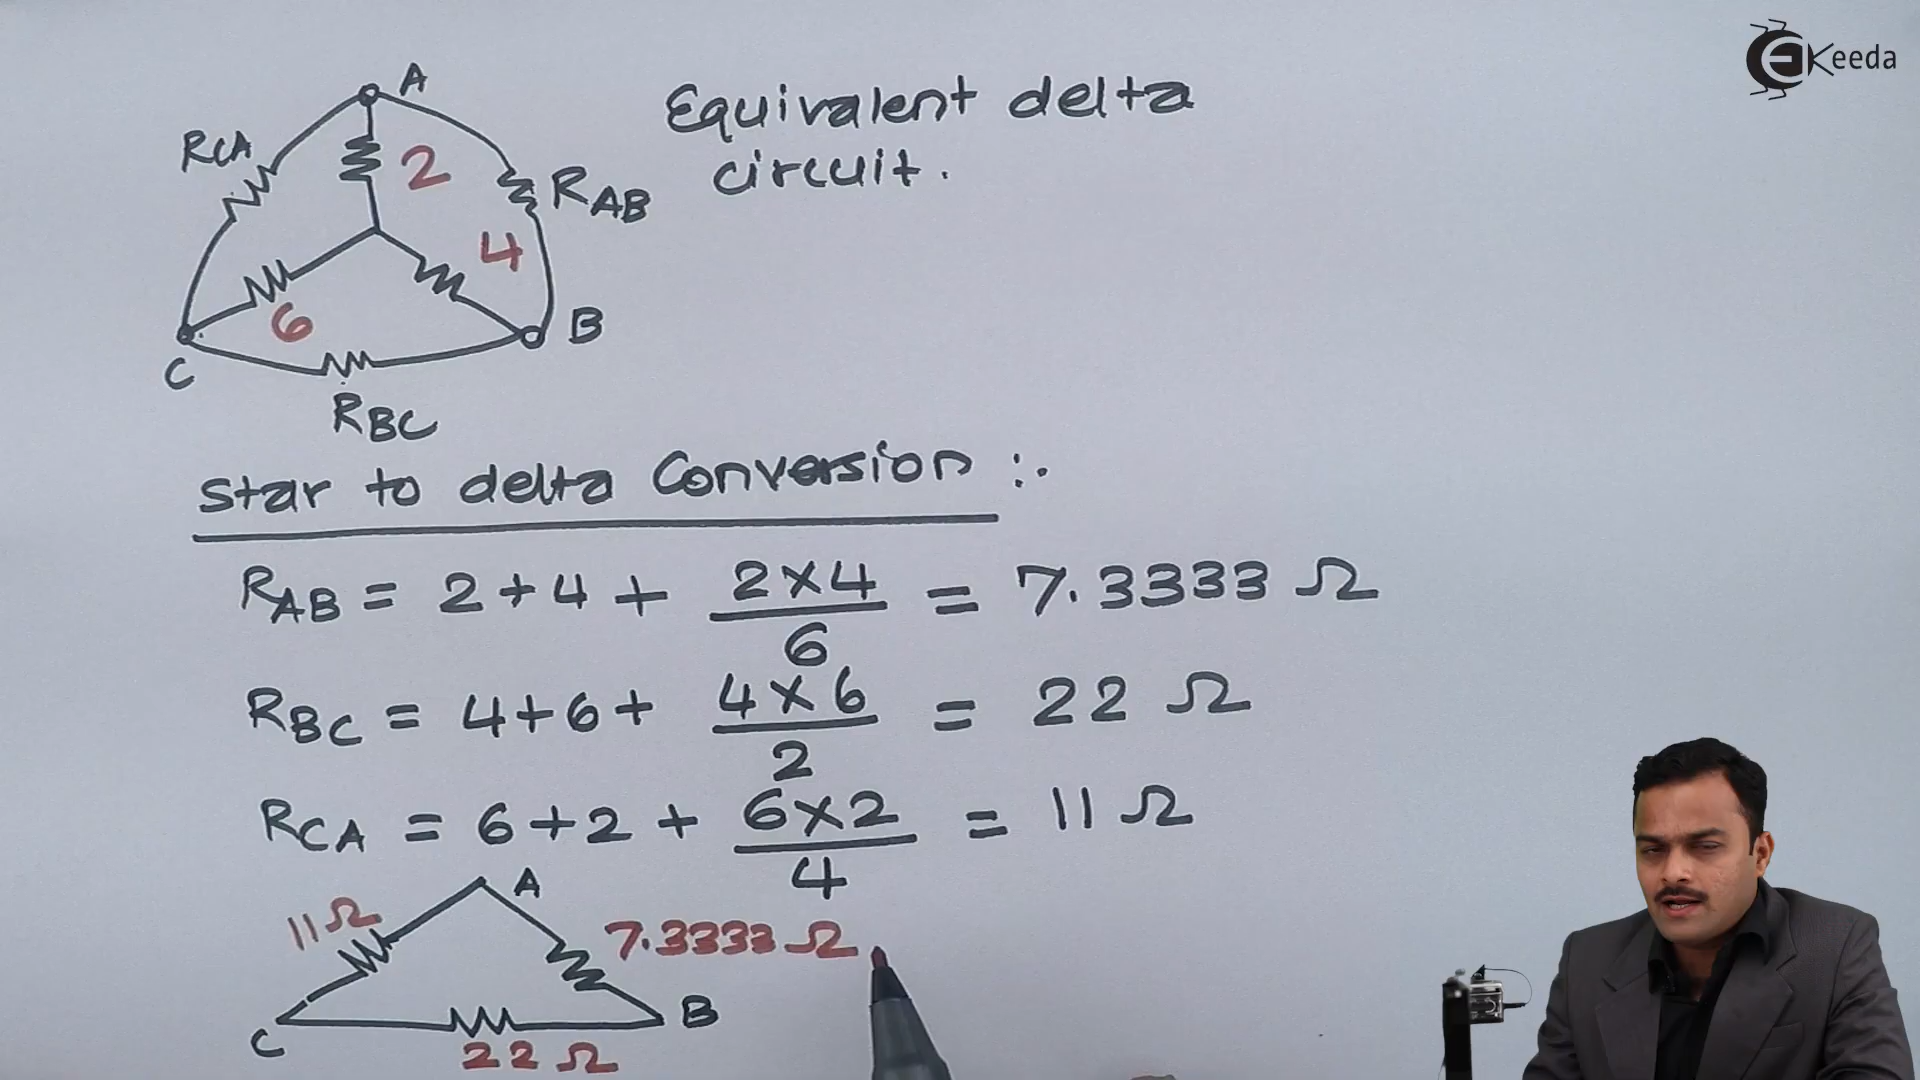 EKeeda
A
RCA
2
RAB
4
6
B
C
RBC
Equivalent delta
circuit.
Star to delta Conversion :.
RAB = 2 + 4 + 2×4/6 = 7.3333 Ω
RBC = 4 + 6 + 4×6/2 = 22 Ω
RCA = 6 + 2 + 6×2/4 = 11 Ω
A
11 Ω
7.3333 Ω
B
C
22 Ω